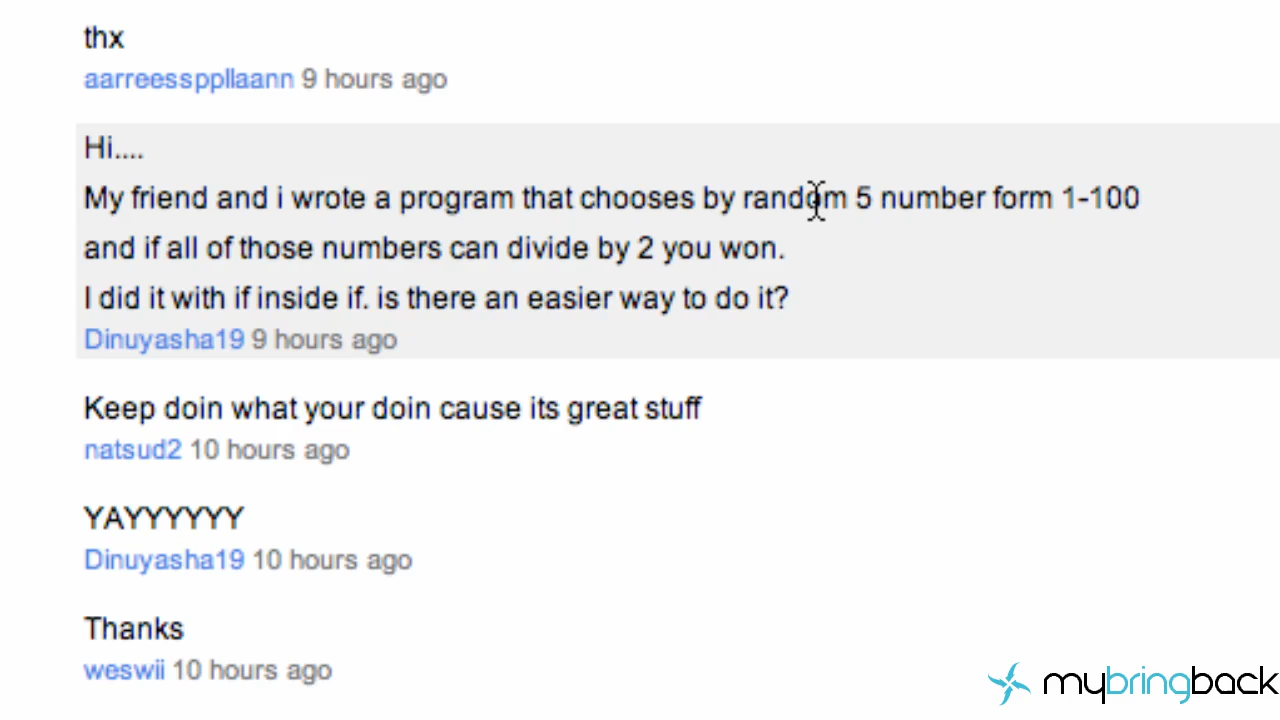 thx
aarreessppllaann 9 hours ago
Hi....
My friend and i wrote a program that chooses by random 5 number form 1-100
and if all of those numbers can divide by 2 you won.
I did it with if inside if. is there an easier way to do it?
Dinuyasha19 9 hours ago
Keep doin what your doin cause its great stuff
natsud2 10 hours ago
YAYYYYYY
Dinuyasha19 10 hours ago
Thanks
weswii 10 hours ago
mybringback